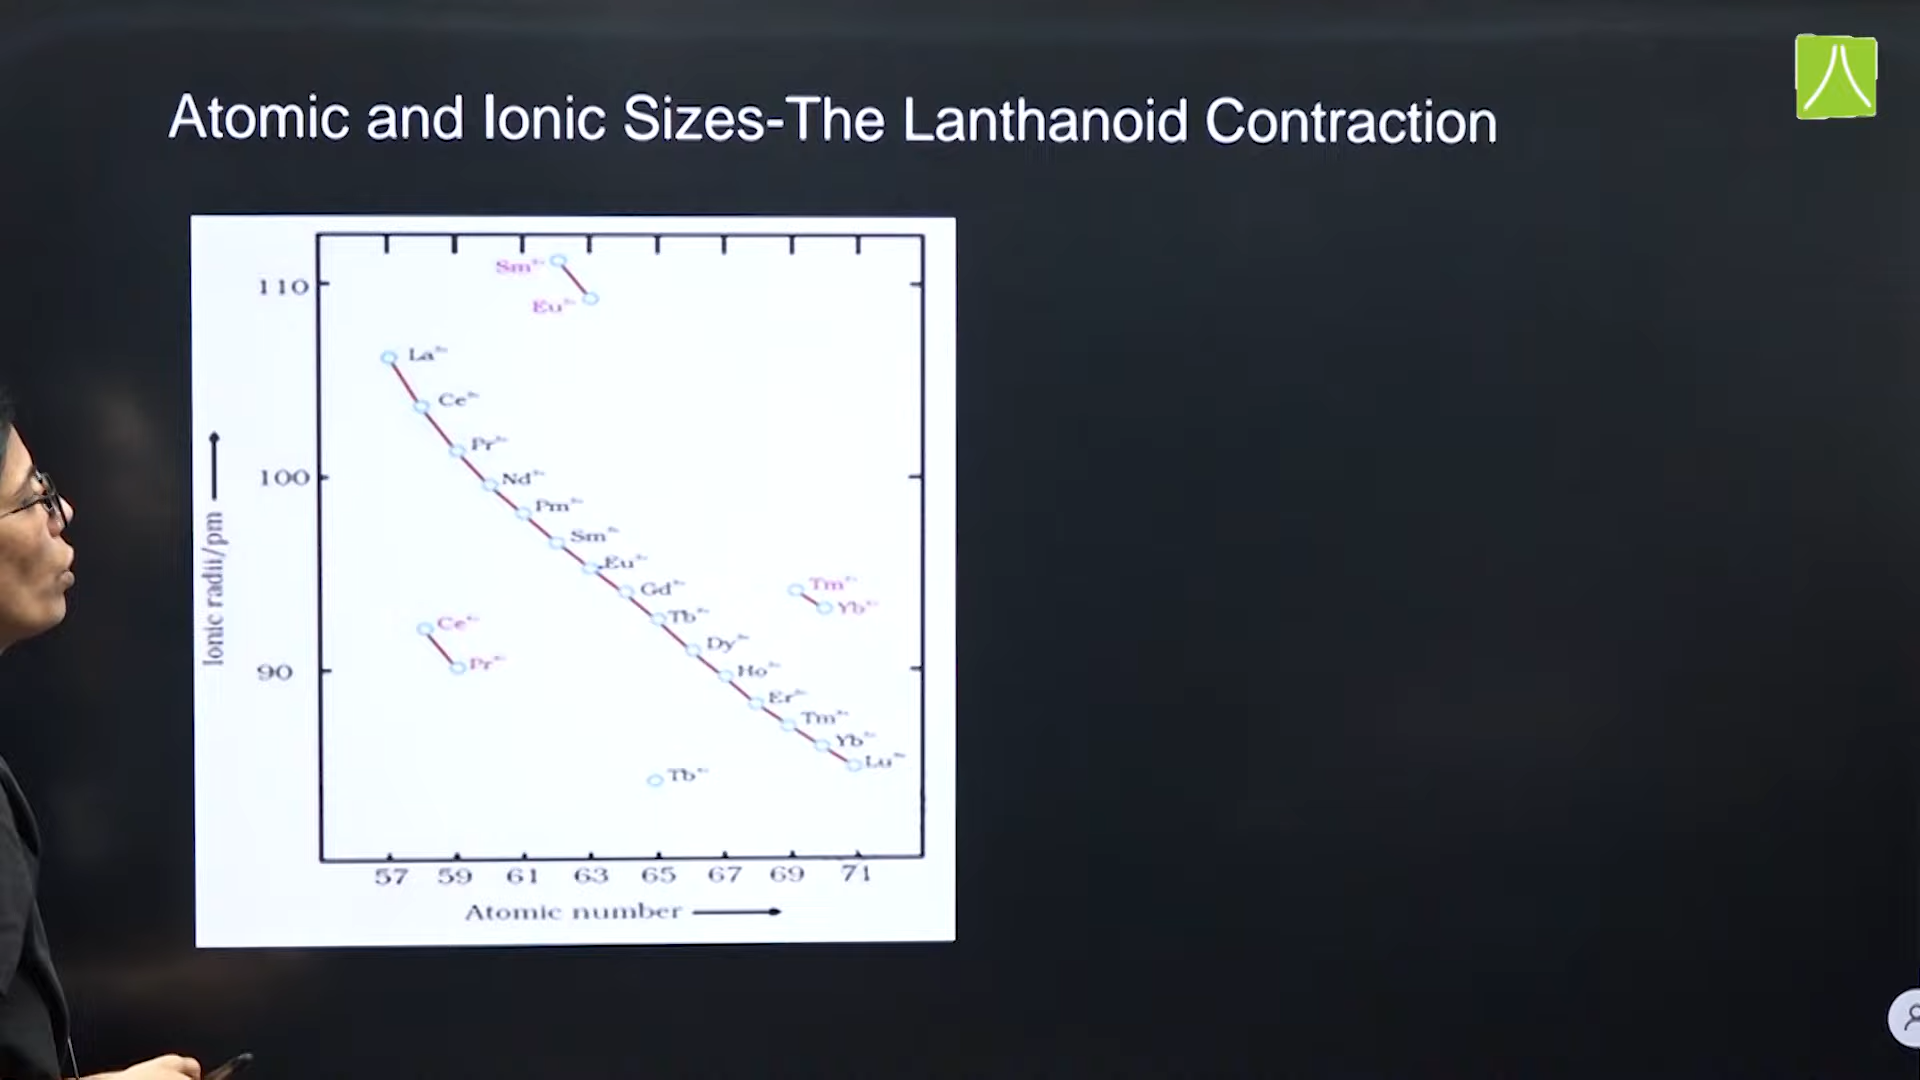 Atomic and Ionic Sizes-The Lanthanoid Contraction
110
100
90
Ionic radii/pm
Sm
Eu
La
Ce
Pr
Nd
Pm
Sm
Eu
Gd
Tb
Dy
Ho
Er
Tm
Yb
Lu
Tm
Yb
Ce
Pr
Tb
57 59 61 63 65 67 69 71
Atomic number